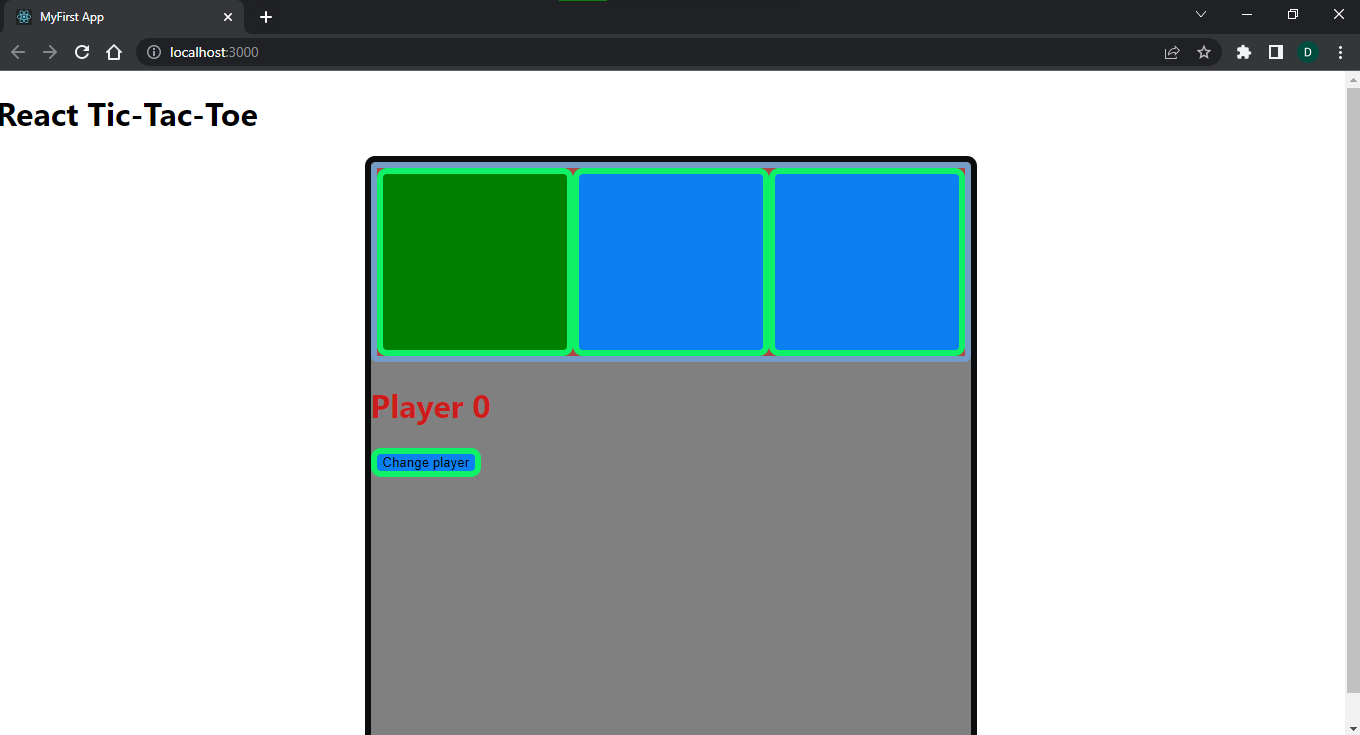 MyFirst App
localhost:3000
D
React Tic-Tac-Toe
Player 0
Change player